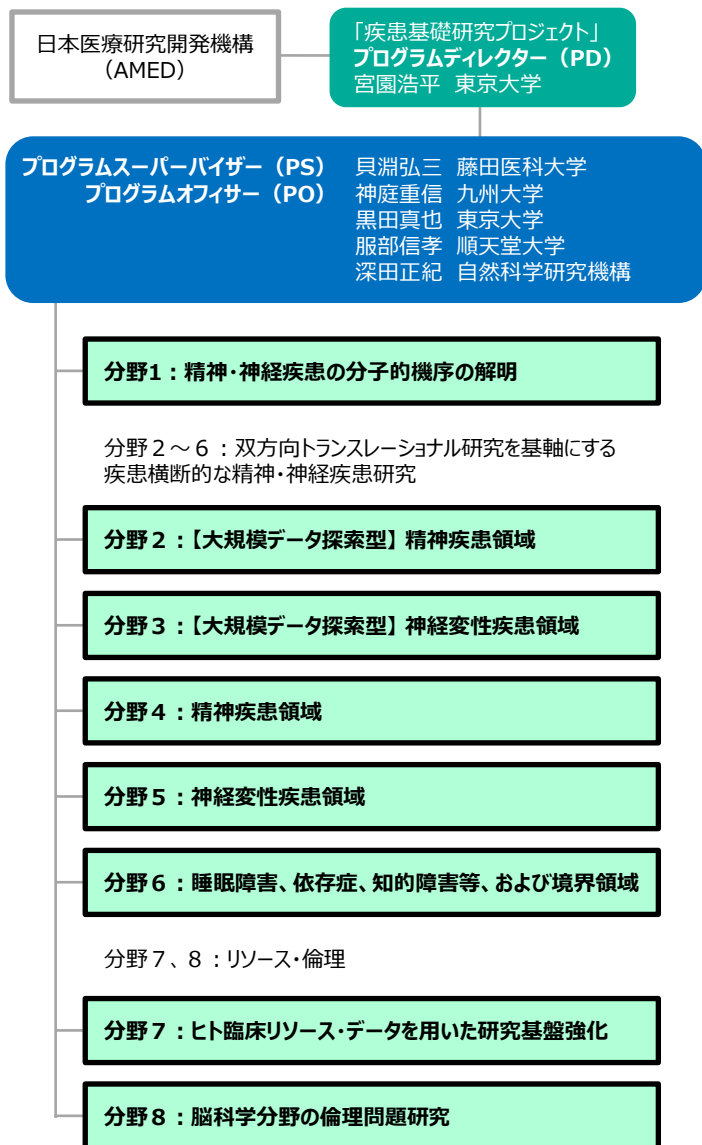 日本医療研究開発機構
（AMED）
「疾患基礎研究プロジェクト」
プログラムディレクター（PD）
宮園浩平 東京大学
プログラムスーパーバイザー（PS） 貝淵弘三 藤田医科大学
プログラムオフィサー（PO） 神庭重信 九州大学
黒田真也 東京大学
服部信孝 順天堂大学
深田正紀 自然科学研究機構
分野1：精神・神経疾患の分子的機序の解明
分野２～６：双方向トランスレーショナル研究を基軸にする
疾患横断的な精神・神経疾患研究
分野２：【大規模データ探索型】精神疾患領域
分野３：【大規模データ探索型】神経変性疾患領域
分野４：精神疾患領域
分野５：神経変性疾患領域
分野６：睡眠障害、依存症、知的障害等、および境界領域
分野７、８：リソース・倫理
分野７：ヒト臨床リソース・データを用いた研究基盤強化
分野８：脳科学分野の倫理問題研究